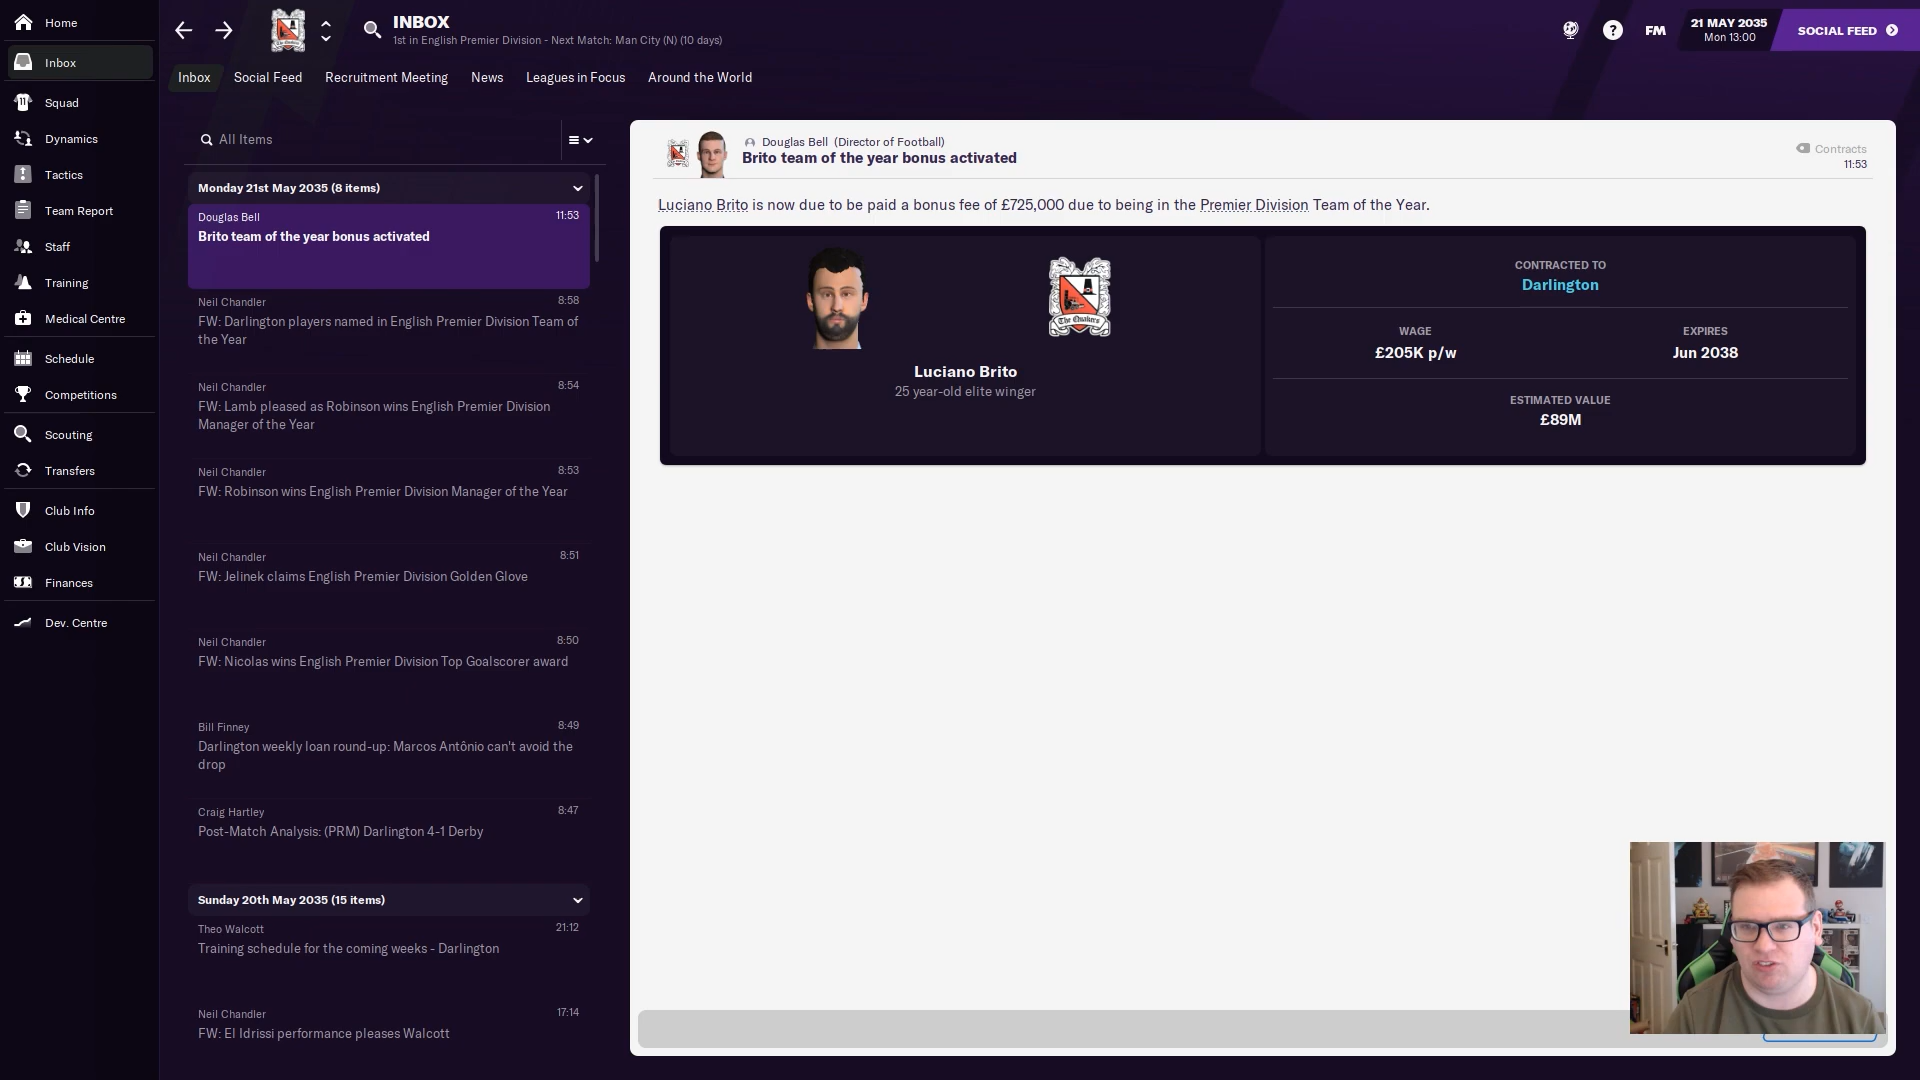 Home
Inbox
Squad
Dynamics
Tactics
Team Report
Staff
Training
Medical Centre
Schedule
Competitions
Scouting
Transfers
Club Info
Club Vision
Finances
Dev. Centre
INBOX
1st in English Premier Division - Next Match: Man City (N) (10 days)
FM
21 MAY 2035
Mon 13:00
SOCIAL FEED
Inbox Social Feed Recruitment Meeting News Leagues in Focus Around the World
All Items
Monday 21st May 2035 (8 items)
Douglas Bell 11:53
Brito team of the year bonus activated
Neil Chandler 8:58
FW: Darlington players named in English Premier Division Team of
the Year
Neil Chandler 8:54
FW: Lamb pleased as Robinson wins English Premier Division
Manager of the Year
Neil Chandler 8:53
FW: Robinson wins English Premier Division Manager of the Year
Neil Chandler 8:51
FW: Jelinek claims English Premier Division Golden Glove
Neil Chandler 8:50
FW: Nicolas wins English Premier Division Top Goalscorer award
Bill Finney 8:49
Darlington weekly loan round-up: Marcos Antônio can't avoid the
drop
Craig Hartley 8:47
Post-Match Analysis: (PRM) Darlington 4-1 Derby
Sunday 20th May 2035 (15 items)
Theo Walcott 21:12
Training schedule for the coming weeks - Darlington
Neil Chandler 17:14
FW: El Idrissi performance pleases Walcott
Douglas Bell (Director of Football)
Brito team of the year bonus activated
Contracts
11:53
Luciano Brito is now due to be paid a bonus fee of £725,000 due to being in the Premier Division Team of the Year.
The Quakers
Luciano Brito
25 year-old elite winger
CONTRACTED TO
Darlington
WAGE
£205K p/w
EXPIRES
Jun 2038
ESTIMATED VALUE
£89M